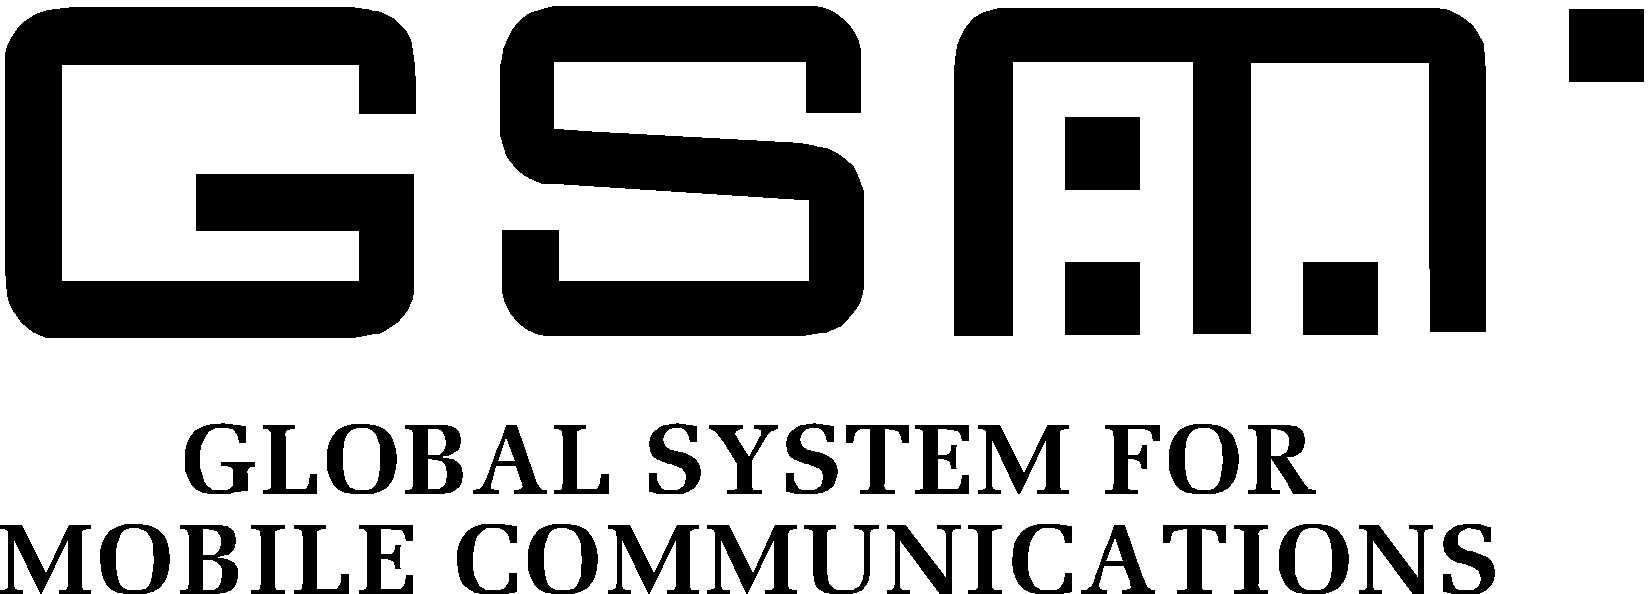 GSM
GLOBAL SYSTEM FOR
MOBILE COMMUNICATIONS